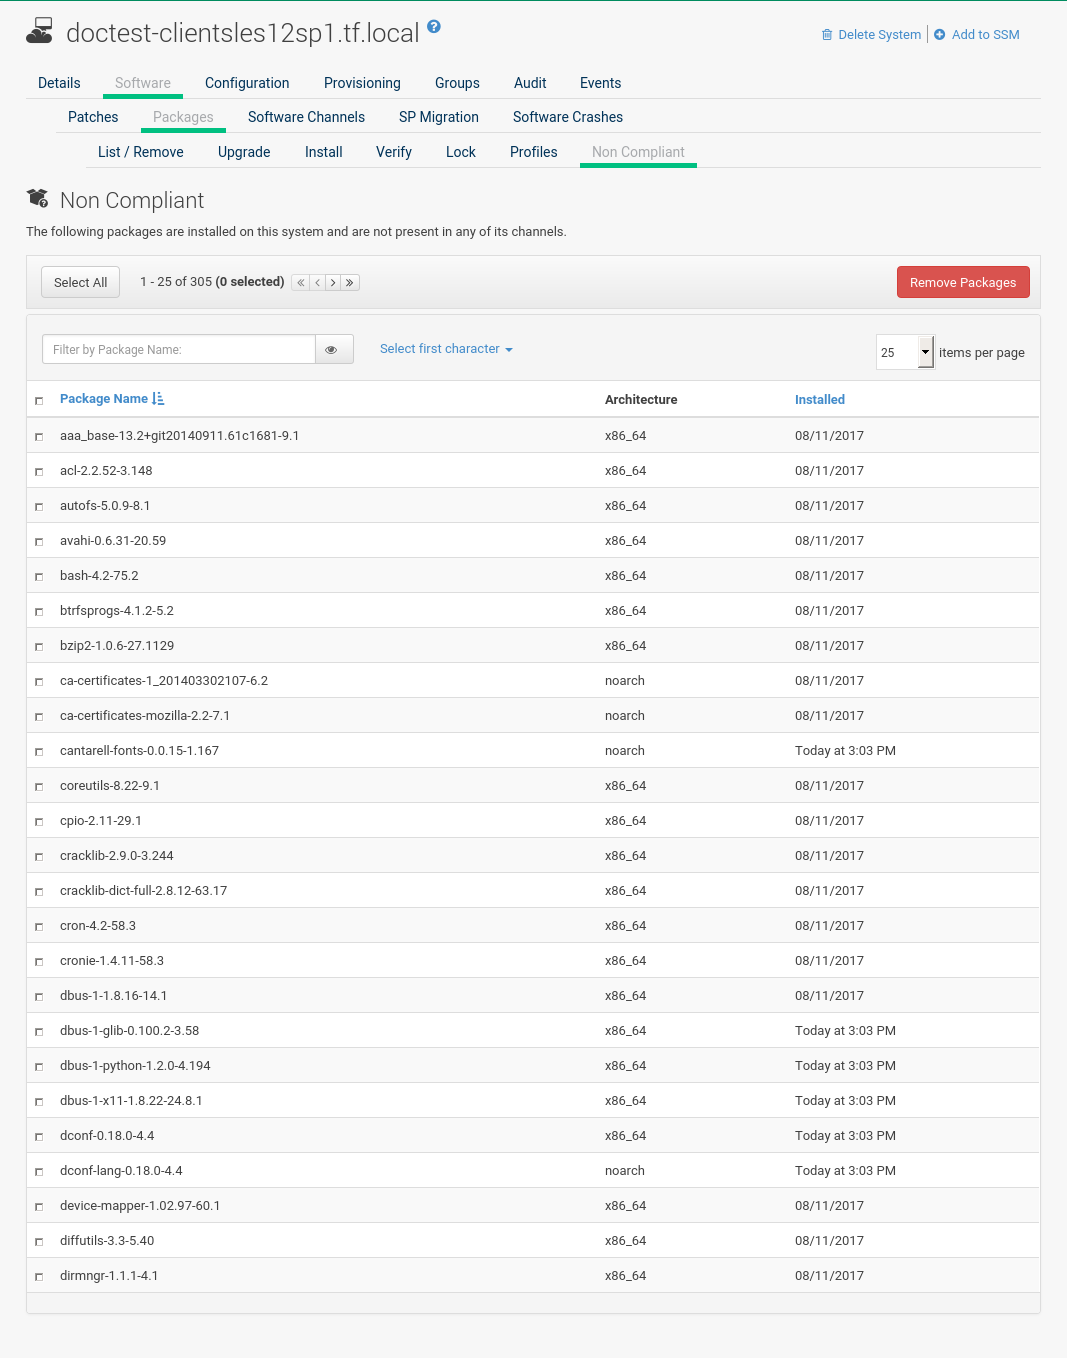 doctest-clientsles12sp1.tf.local ?
Delete System | Add to SSM
Details Software Configuration Provisioning Groups Audit Events
Patches Packages Software Channels SP Migration Software Crashes
List / Remove Upgrade Install Verify Lock Profiles Non Compliant
Non Compliant
The following packages are installed on this system and are not present in any of its channels.
Select All 1 - 25 of 305 (0 selected) Remove Packages
Filter by Package Name: Select first character 25 items per page
Package Name Architecture Installed
aaa_base-13.2+git20140911.61c1681-9.1 x86_64 08/11/2017
acl-2.2.52-3.148 x86_64 08/11/2017
autofs-5.0.9-8.1 x86_64 08/11/2017
avahi-0.6.31-20.59 x86_64 08/11/2017
bash-4.2-75.2 x86_64 08/11/2017
btrfsprogs-4.1.2-5.2 x86_64 08/11/2017
bzip2-1.0.6-27.1129 x86_64 08/11/2017
ca-certificates-1_201403302107-6.2 noarch 08/11/2017
ca-certificates-mozilla-2.2-7.1 noarch 08/11/2017
cantarell-fonts-0.0.15-1.167 noarch Today at 3:03 PM
coreutils-8.22-9.1 x86_64 08/11/2017
cpio-2.11-29.1 x86_64 08/11/2017
cracklib-2.9.0-3.244 x86_64 08/11/2017
cracklib-dict-full-2.8.12-63.17 x86_64 08/11/2017
cron-4.2-58.3 x86_64 08/11/2017
cronie-1.4.11-58.3 x86_64 08/11/2017
dbus-1-1.8.16-14.1 x86_64 08/11/2017
dbus-1-glib-0.100.2-3.58 x86_64 Today at 3:03 PM
dbus-1-python-1.2.0-4.194 x86_64 Today at 3:03 PM
dbus-1-x11-1.8.22-24.8.1 x86_64 Today at 3:03 PM
dconf-0.18.0-4.4 x86_64 Today at 3:03 PM
dconf-lang-0.18.0-4.4 noarch Today at 3:03 PM
device-mapper-1.02.97-60.1 x86_64 08/11/2017
diffutils-3.3-5.40 x86_64 08/11/2017
dirmngr-1.1.1-4.1 x86_64 08/11/2017